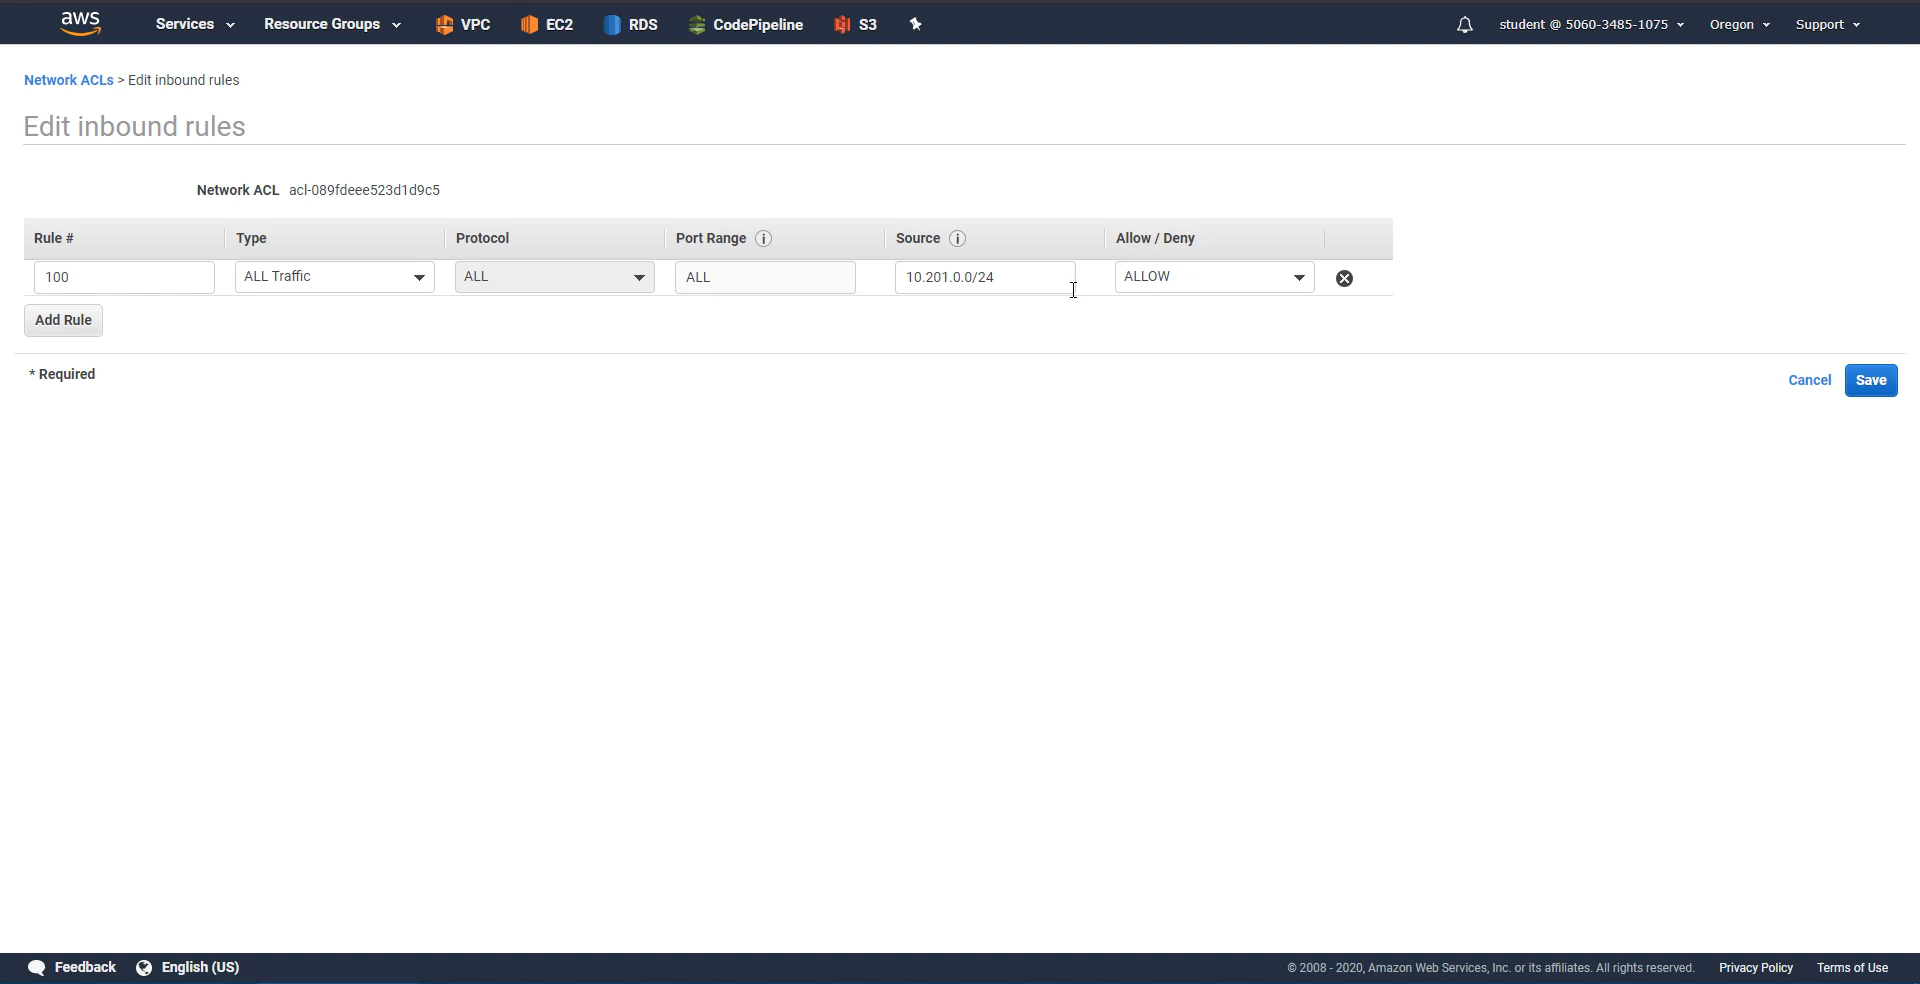 aws Services Resource Groups VPC EC2 RDS CodePipeline S3 student @ 5060-3485-1075 Oregon Support
Network ACLs > Edit inbound rules
Edit inbound rules
Network ACL acl-089fdeee523d1d9c5
Rule # Type Protocol Port Range i Source i Allow / Deny
100 ALL Traffic ALL ALL 10.201.0.0/24 ALLOW
Add Rule
* Required Cancel Save
Feedback English (US) © 2008 - 2020, Amazon Web Services, Inc. or its affiliates. All rights reserved. Privacy Policy Terms of Use